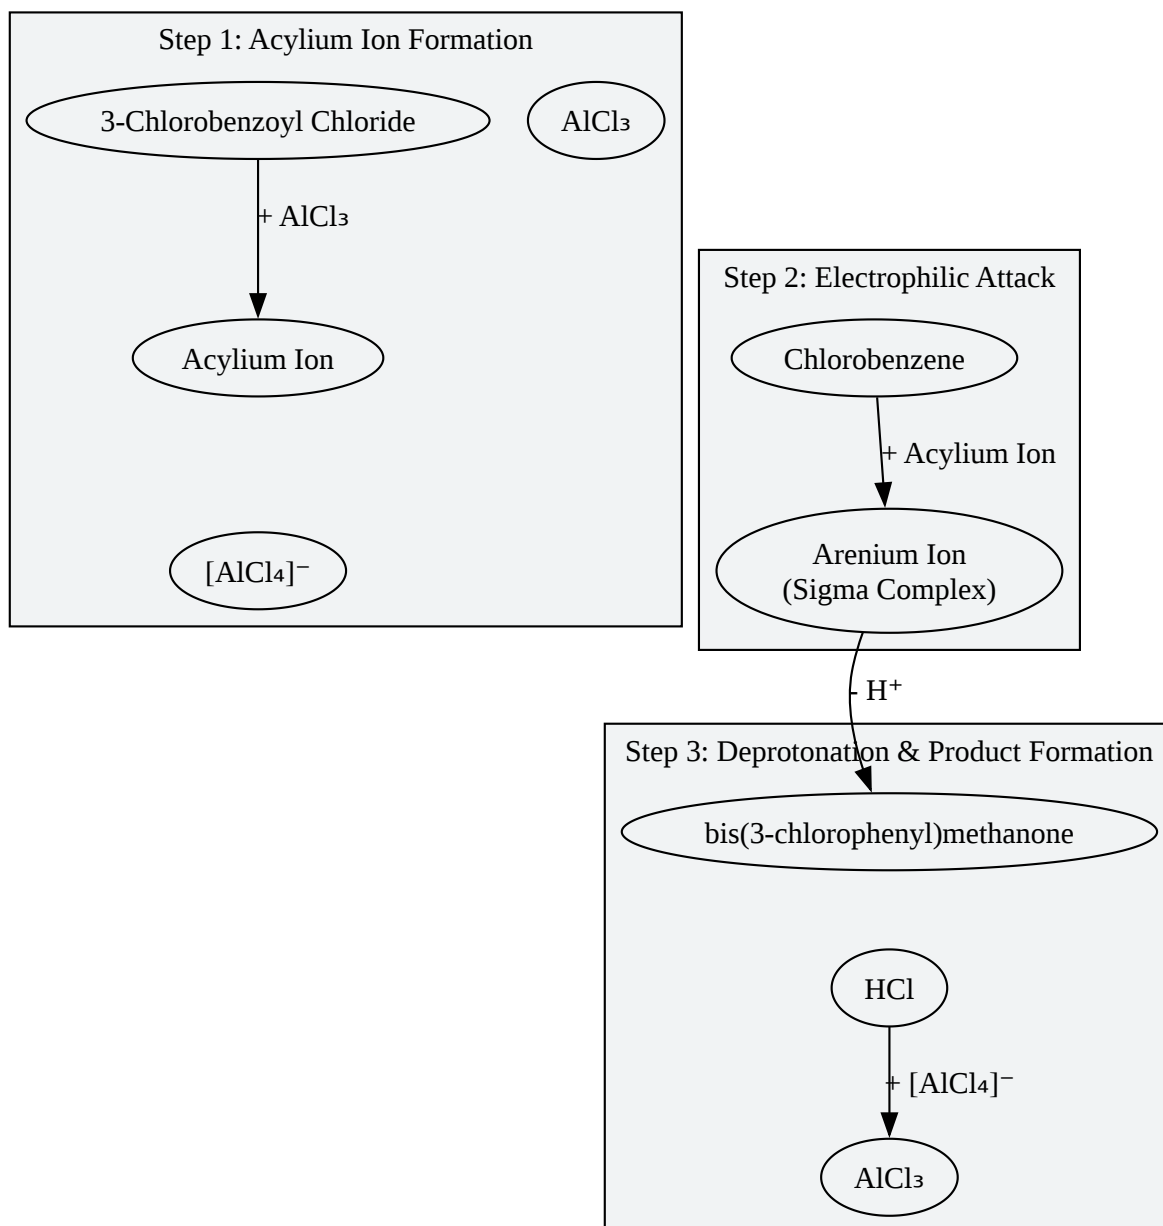 Step 1: Acylium Ion Formation
3-Chlorobenzoyl Chloride
AlCl₃
+ AlCl₃
Acylium Ion
[AlCl₄]⁻
Step 2: Electrophilic Attack
Chlorobenzene
+ Acylium Ion
Arenium Ion
(Sigma Complex)
- H⁺
Step 3: Deprotonation & Product Formation
bis(3-chlorophenyl)methanone
HCl
+ [AlCl₄]⁻
AlCl₃